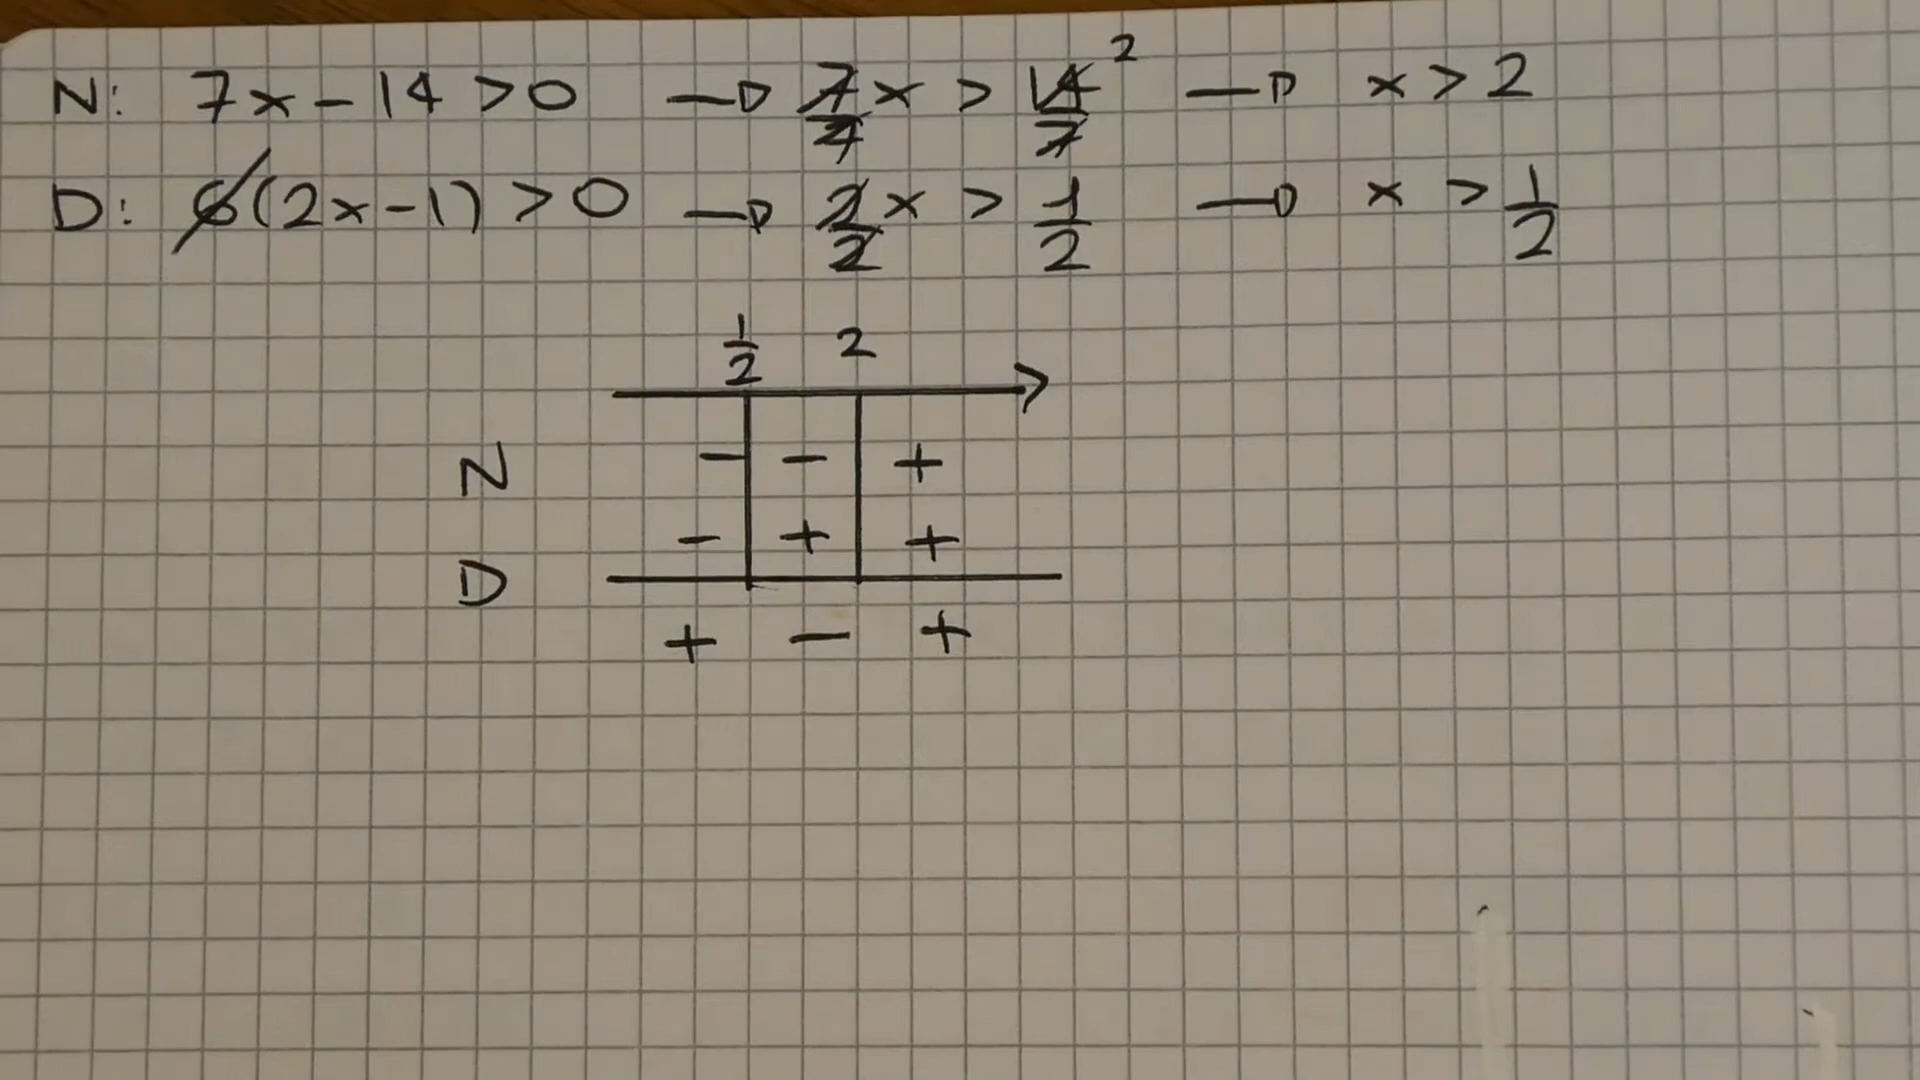 N: 7x - 14 > 0 —D 7/7 x > 14/7 2 —D x > 2
D: 6(2x - 1) > 0 —D 2/2 x > 1/2 —D x > 1/2
1/2 2
N - - +
D - + +
+ - +